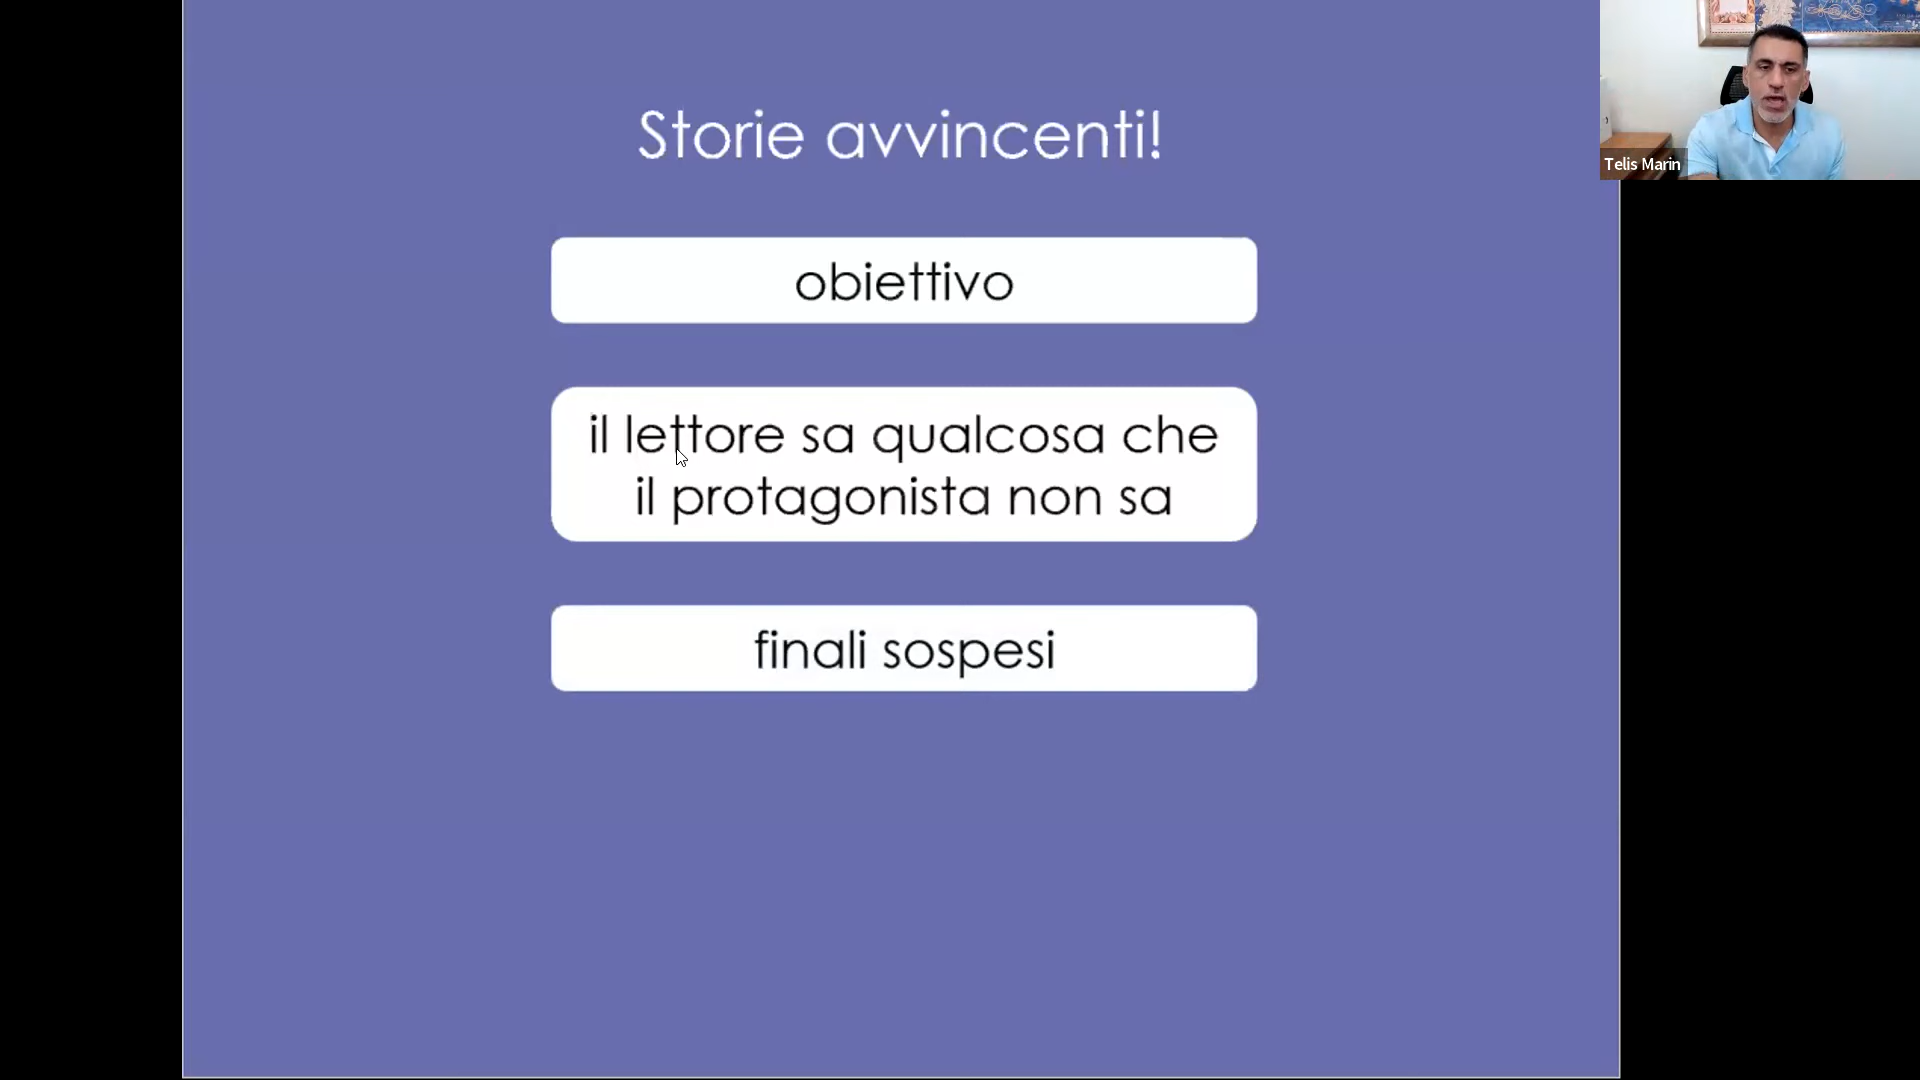 Storie avvincenti!
obiettivo
il lettore sa qualcosa che
il protagonista non sa
finali sospesi
Telis Marin